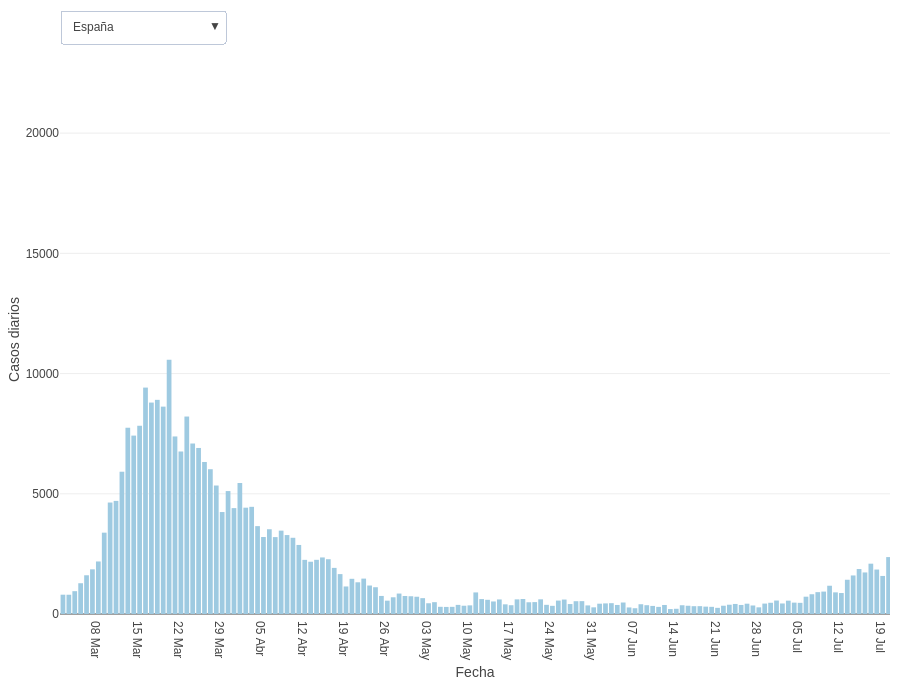 España ▼
20000
15000
10000
5000
0
Casos diarios
08 Mar
15 Mar
22 Mar
29 Mar
05 Abr
12 Abr
19 Abr
26 Abr
03 May
10 May
17 May
24 May
31 May
07 Jun
14 Jun
21 Jun
28 Jun
05 Jul
12 Jul
19 Jul
Fecha